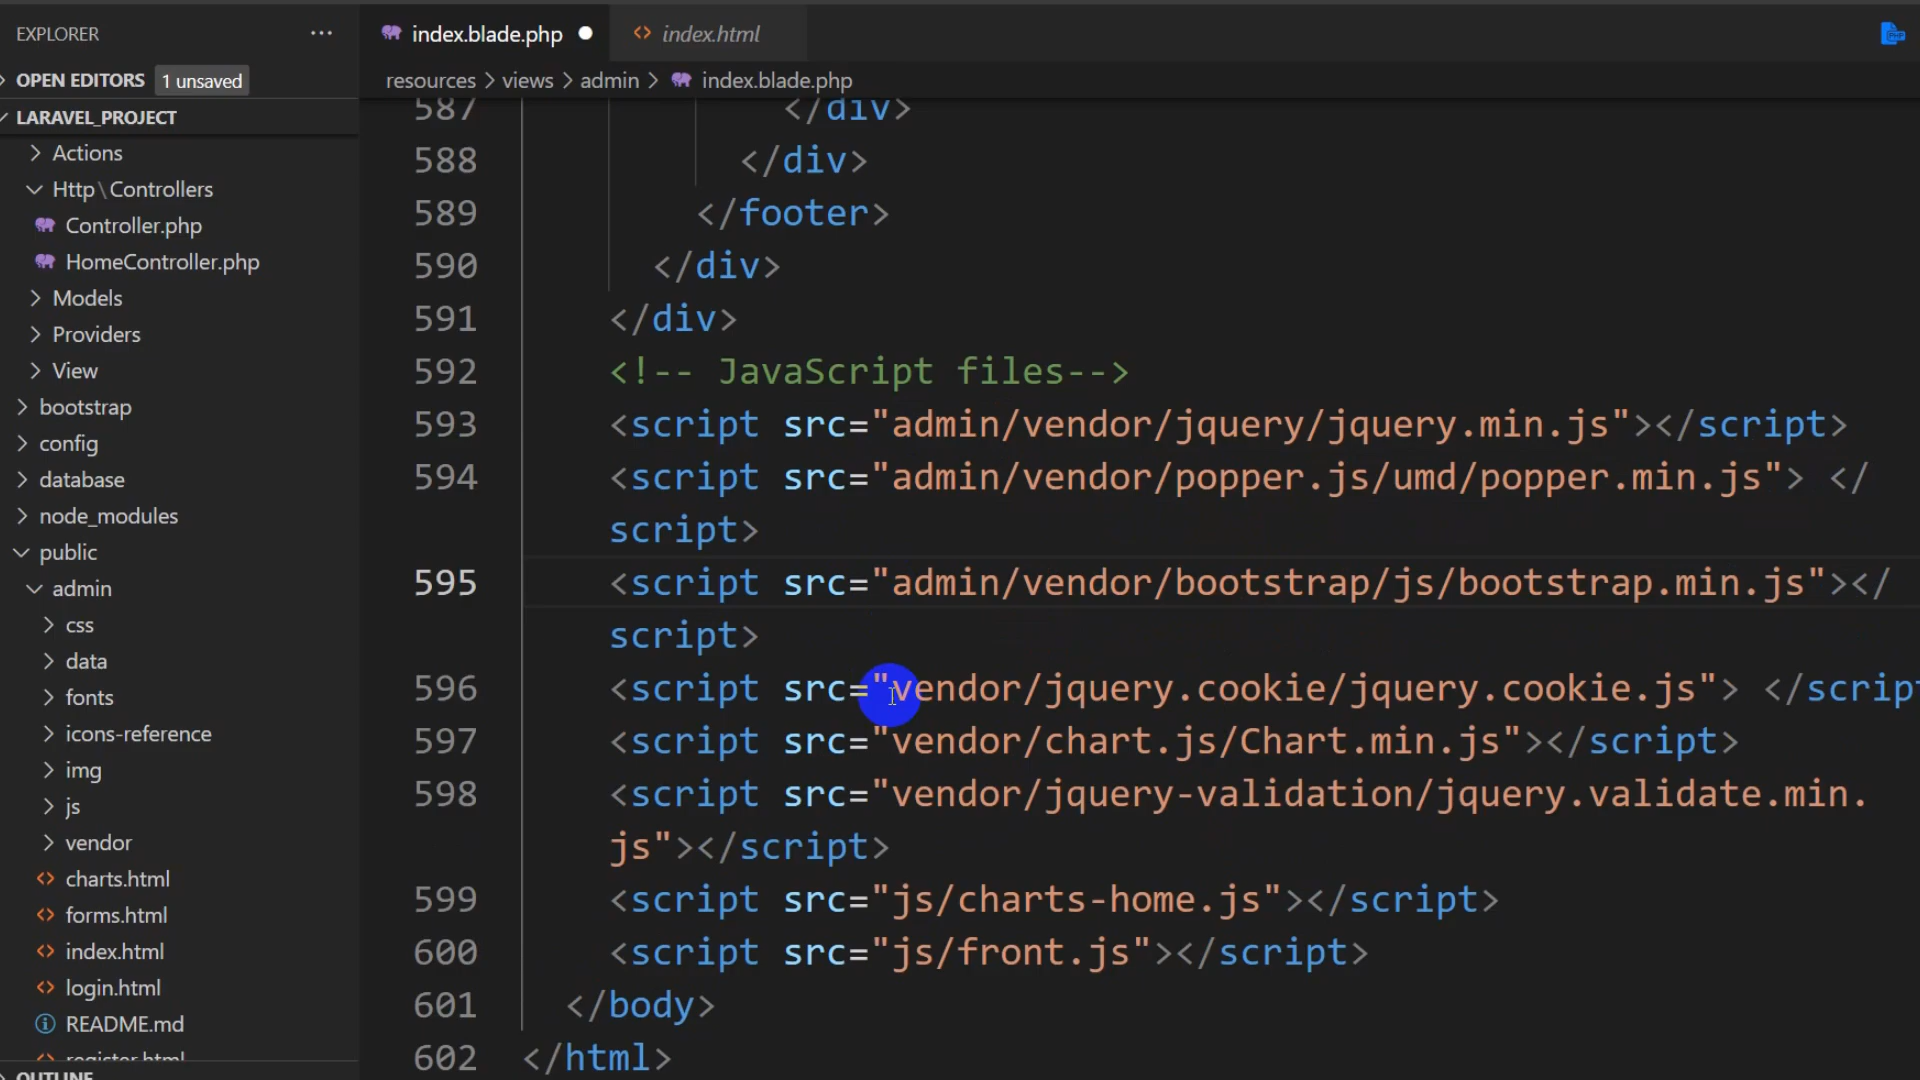 EXPLORER
OPEN EDITORS 1 unsaved
LARAVEL_PROJECT
Actions
Http\Controllers
Controller.php
HomeController.php
Models
Providers
View
bootstrap
config
database
node_modules
public
admin
css
data
fonts
icons-reference
img
js
vendor
charts.html
forms.html
index.html
login.html
README.md
register.html
OUTLINE
index.blade.php
index.html
resources > views > admin > index.blade.php
587 </div>
588 </div>
589 </footer>
590 </div>
591 </div>
592 <!-- JavaScript files-->
593 <script src="admin/vendor/jquery/jquery.min.js"></script>
594 <script src="admin/vendor/popper.js/umd/popper.min.js"> </
script>
595 <script src="admin/vendor/bootstrap/js/bootstrap.min.js"></
script>
596 <script src="vendor/jquery.cookie/jquery.cookie.js"> </script
597 <script src="vendor/chart.js/Chart.min.js"></script>
598 <script src="vendor/jquery-validation/jquery.validate.min.
js"></script>
599 <script src="js/charts-home.js"></script>
600 <script src="js/front.js"></script>
601 </body>
602 </html>
PHP